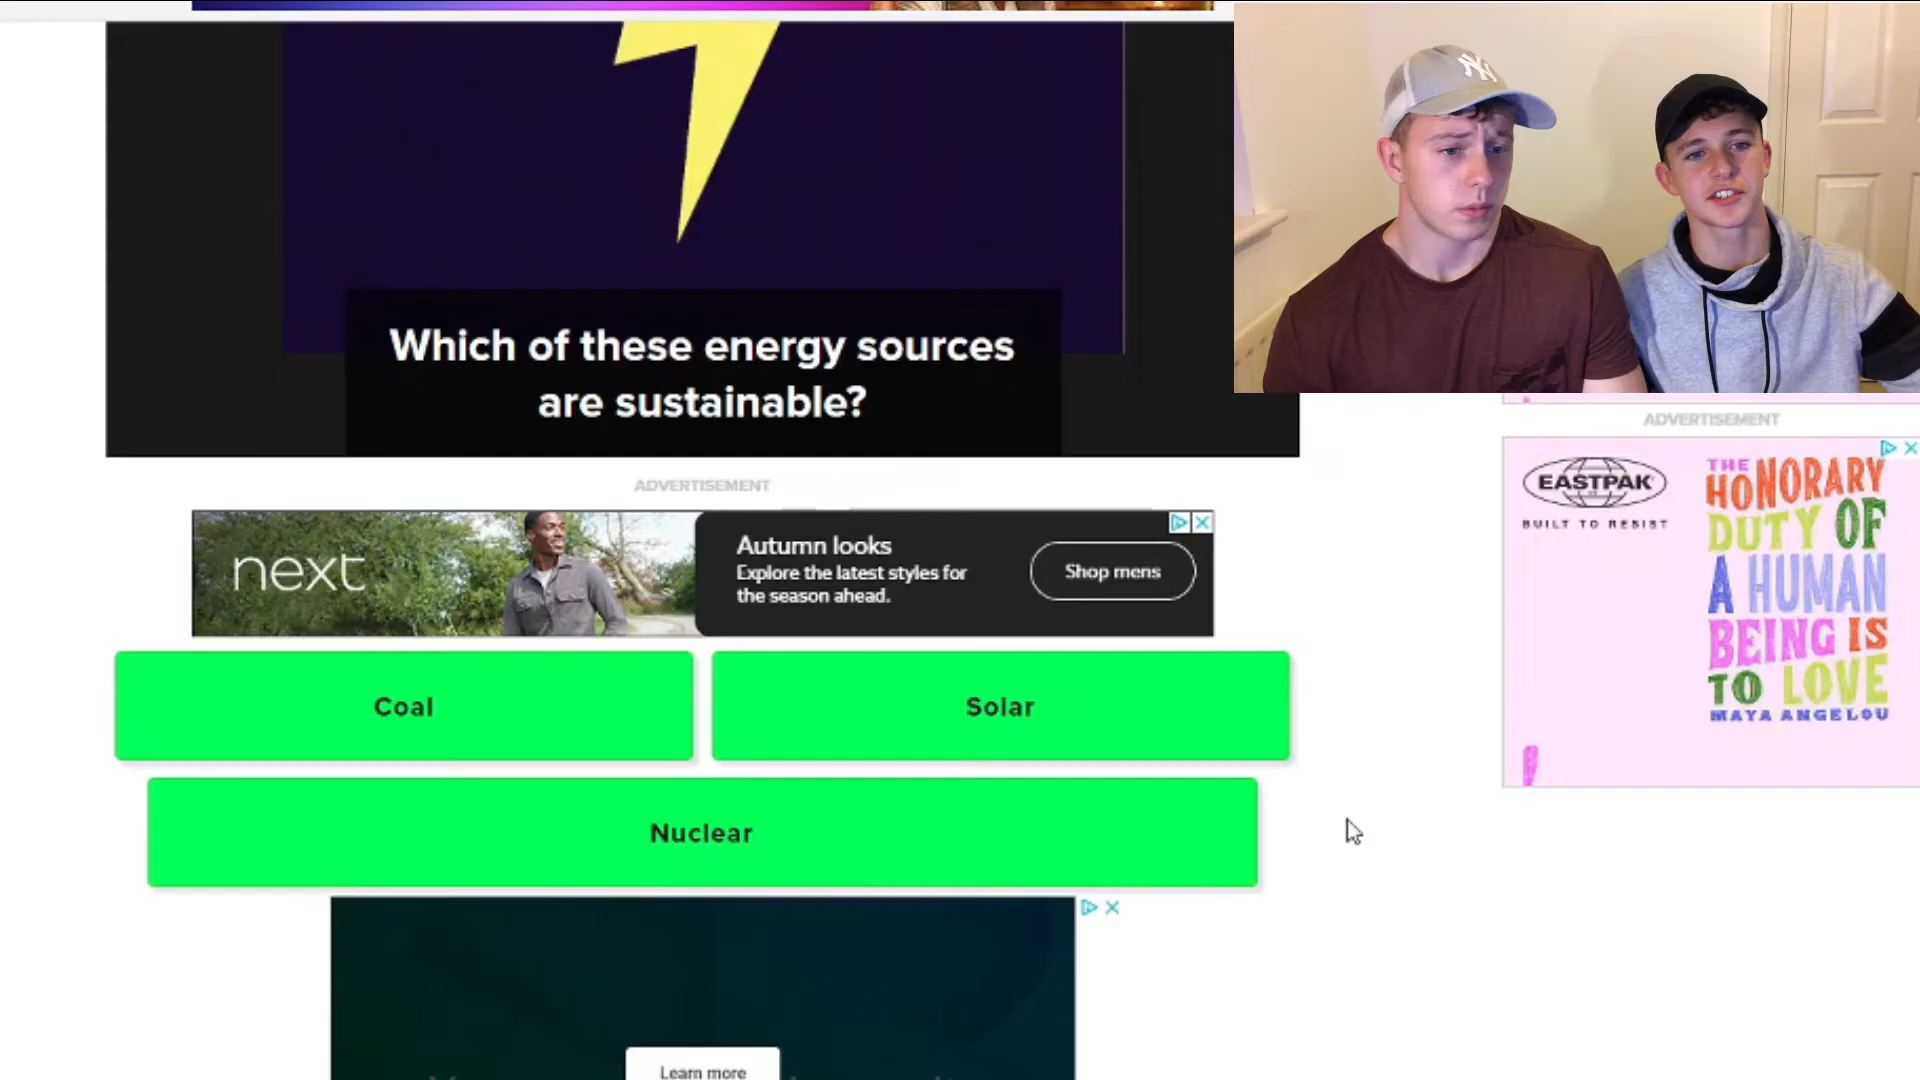 NY
Which of these energy sources
are sustainable?
ADVERTISEMENT
next
Autumn looks
Explore the latest styles for
the season ahead.
Shop mens
ADVERTISEMENT
EASTPAK
BUILT TO RESIST
THE
HONORARY
DUTY OF
A HUMAN
BEING IS
TO LOVE
MAYA ANGELOU
Coal
Solar
Nuclear
Learn more